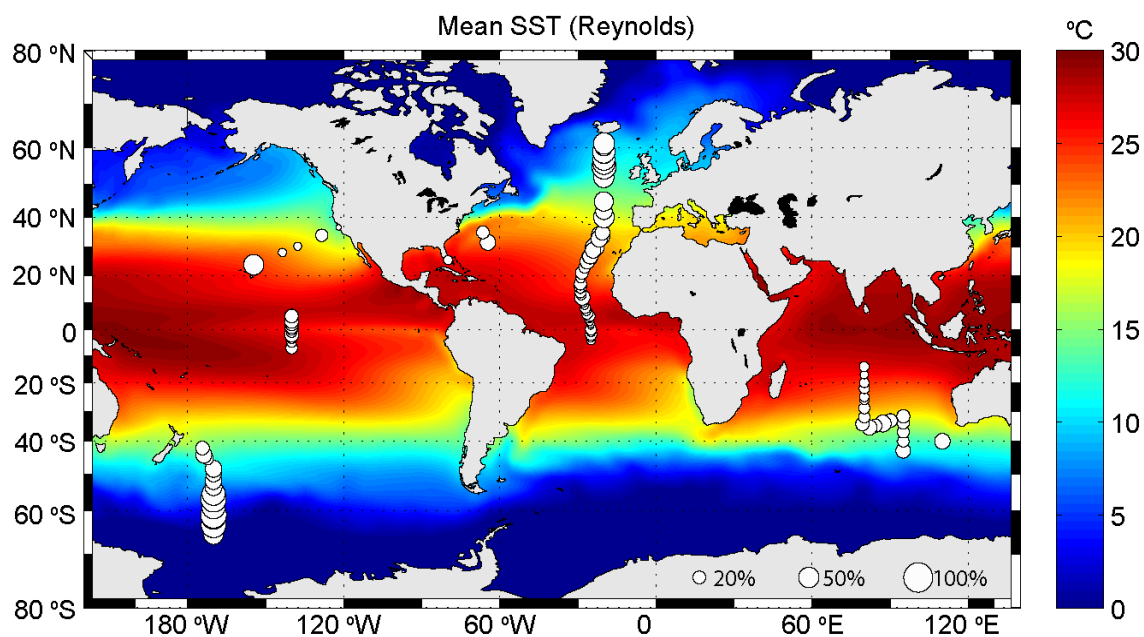 Mean SST (Reynolds)
ºC
80 ºN
60 ºN
40 ºN
20 ºN
0
20 ºS
40 ºS
60 ºS
80 ºS
180 ºW
120 ºW
60 ºW
0
60 ºE
120 ºE
20%
50%
100%
30
25
20
15
10
5
0